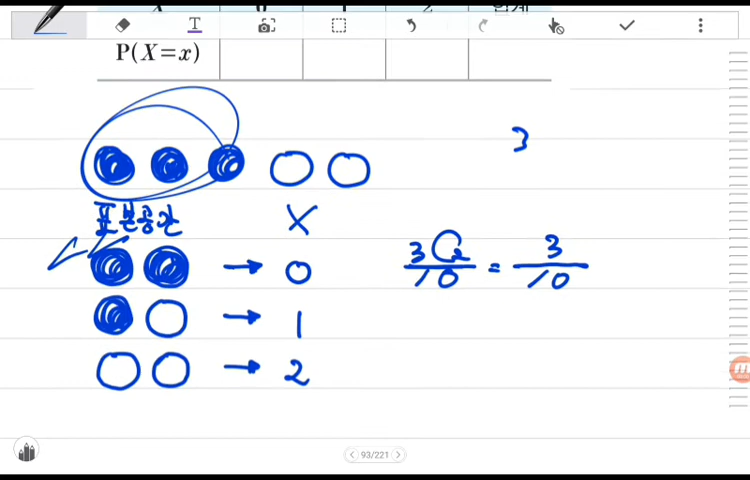 P(X=x)
3
표본공간 X
→ 0 3C2/10 = 3/10
→ 1
→ 2
93/221